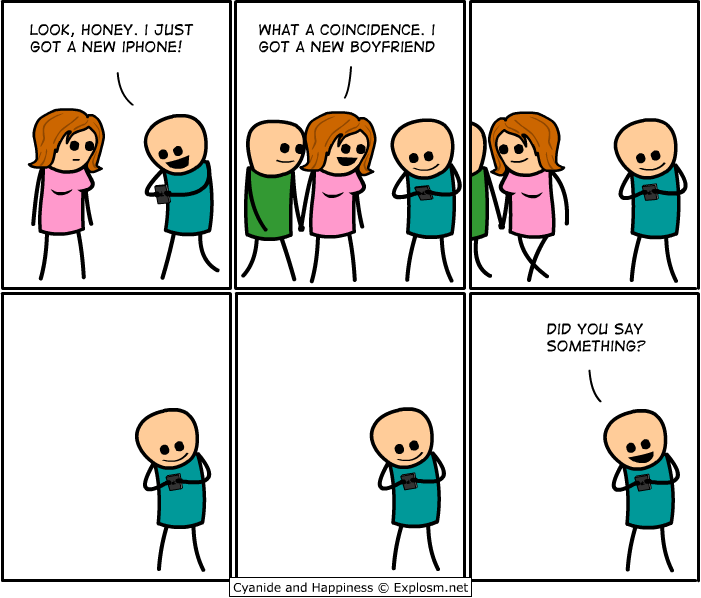 LOOK, HONEY. I JUST
GOT A NEW IPHONE!
WHAT A COINCIDENCE. I
GOT A NEW BOYFRIEND
DID YOU SAY
SOMETHING?
Cyanide and Happiness © Explosm.net